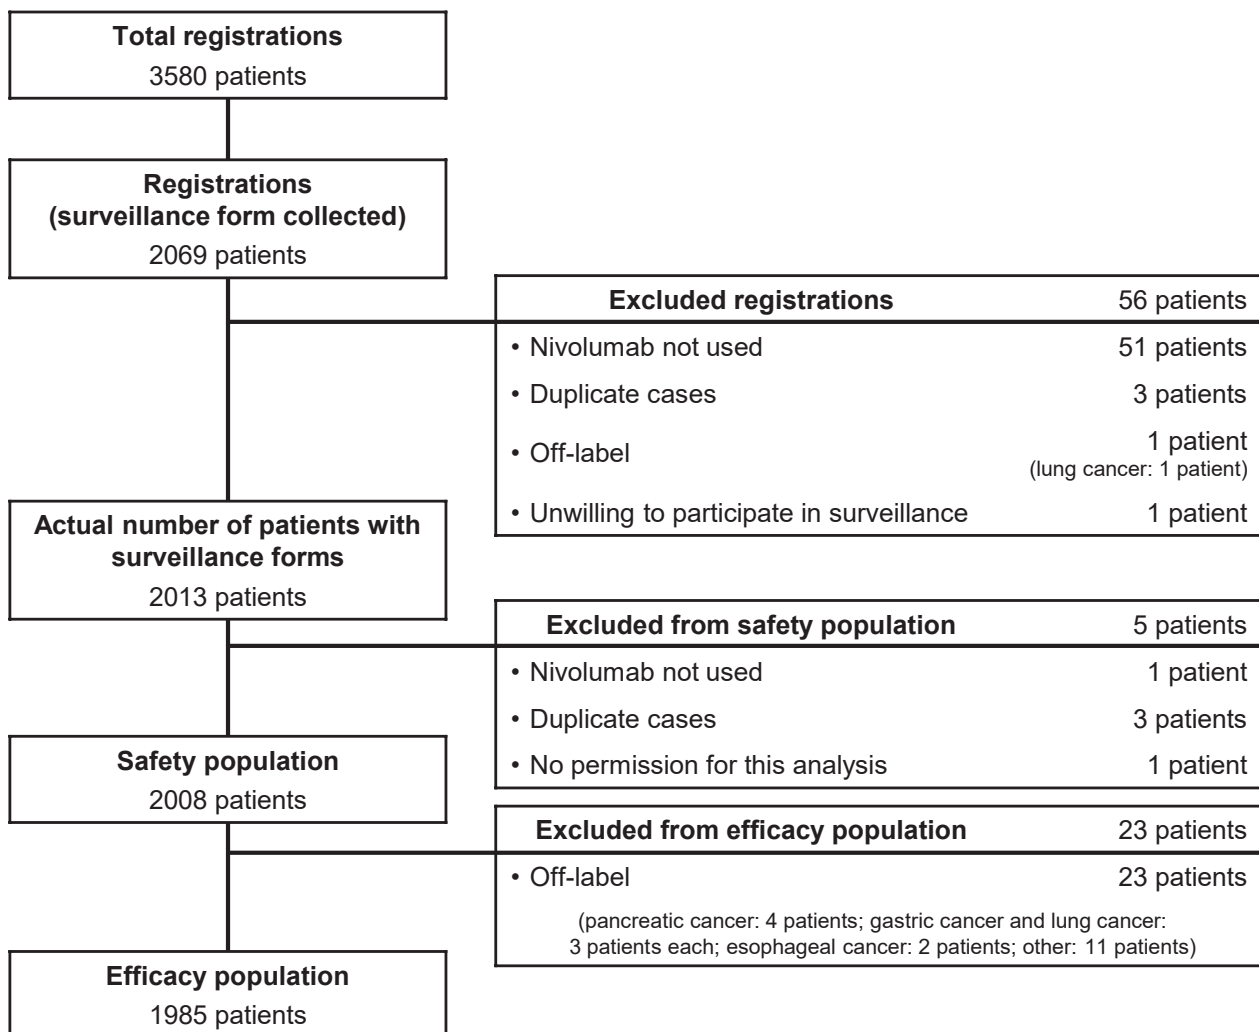 Total registrations
3580 patients
Registrations
(surveillance form collected)
2069 patients
Excluded registrations 56 patients
• Nivolumab not used 51 patients
• Duplicate cases 3 patients
• Off-label 1 patient
(lung cancer: 1 patient)
• Unwilling to participate in surveillance 1 patient
Actual number of patients with
surveillance forms
2013 patients
Excluded from safety population 5 patients
• Nivolumab not used 1 patient
• Duplicate cases 3 patients
• No permission for this analysis 1 patient
Safety population
2008 patients
Excluded from efficacy population 23 patients
• Off-label 23 patients
(pancreatic cancer: 4 patients; gastric cancer and lung cancer:
3 patients each; esophageal cancer: 2 patients; other: 11 patients)
Efficacy population
1985 patients